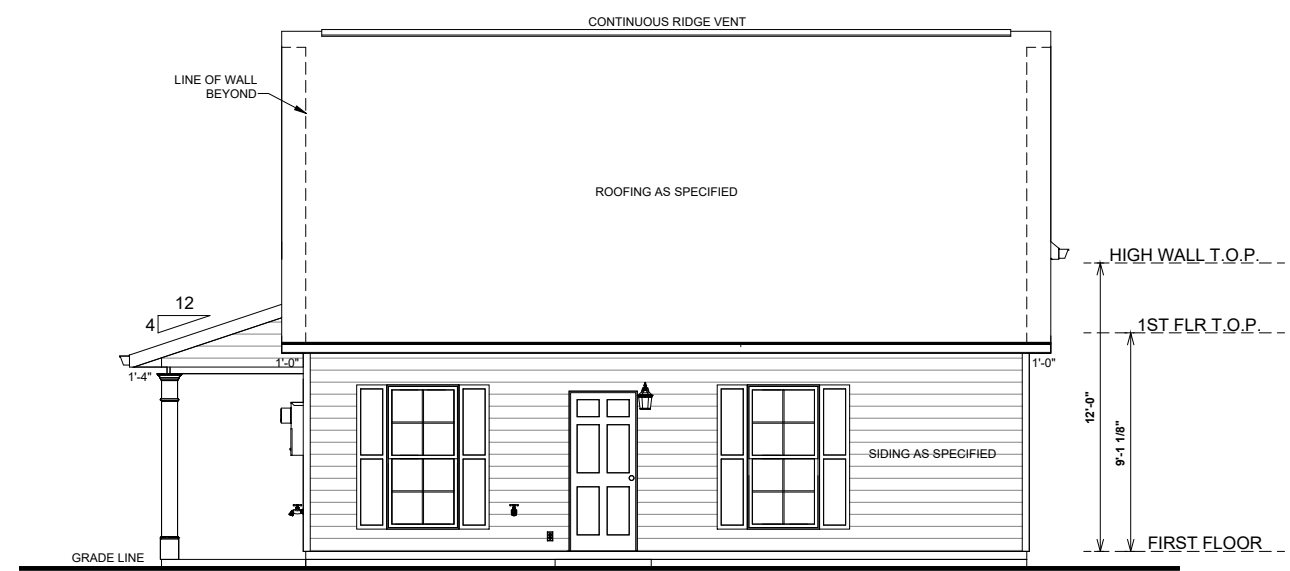 CONTINUOUS RIDGE VENT
LINE OF WALL
BEYOND
ROOFING AS SPECIFIED
HIGH WALL T.O.P.
12
4
1ST FLR T.O.P.
1'-4"
1'-0"
1'-0"
12'-0"
9'-1 1/8"
SIDING AS SPECIFIED
FIRST FLOOR
GRADE LINE